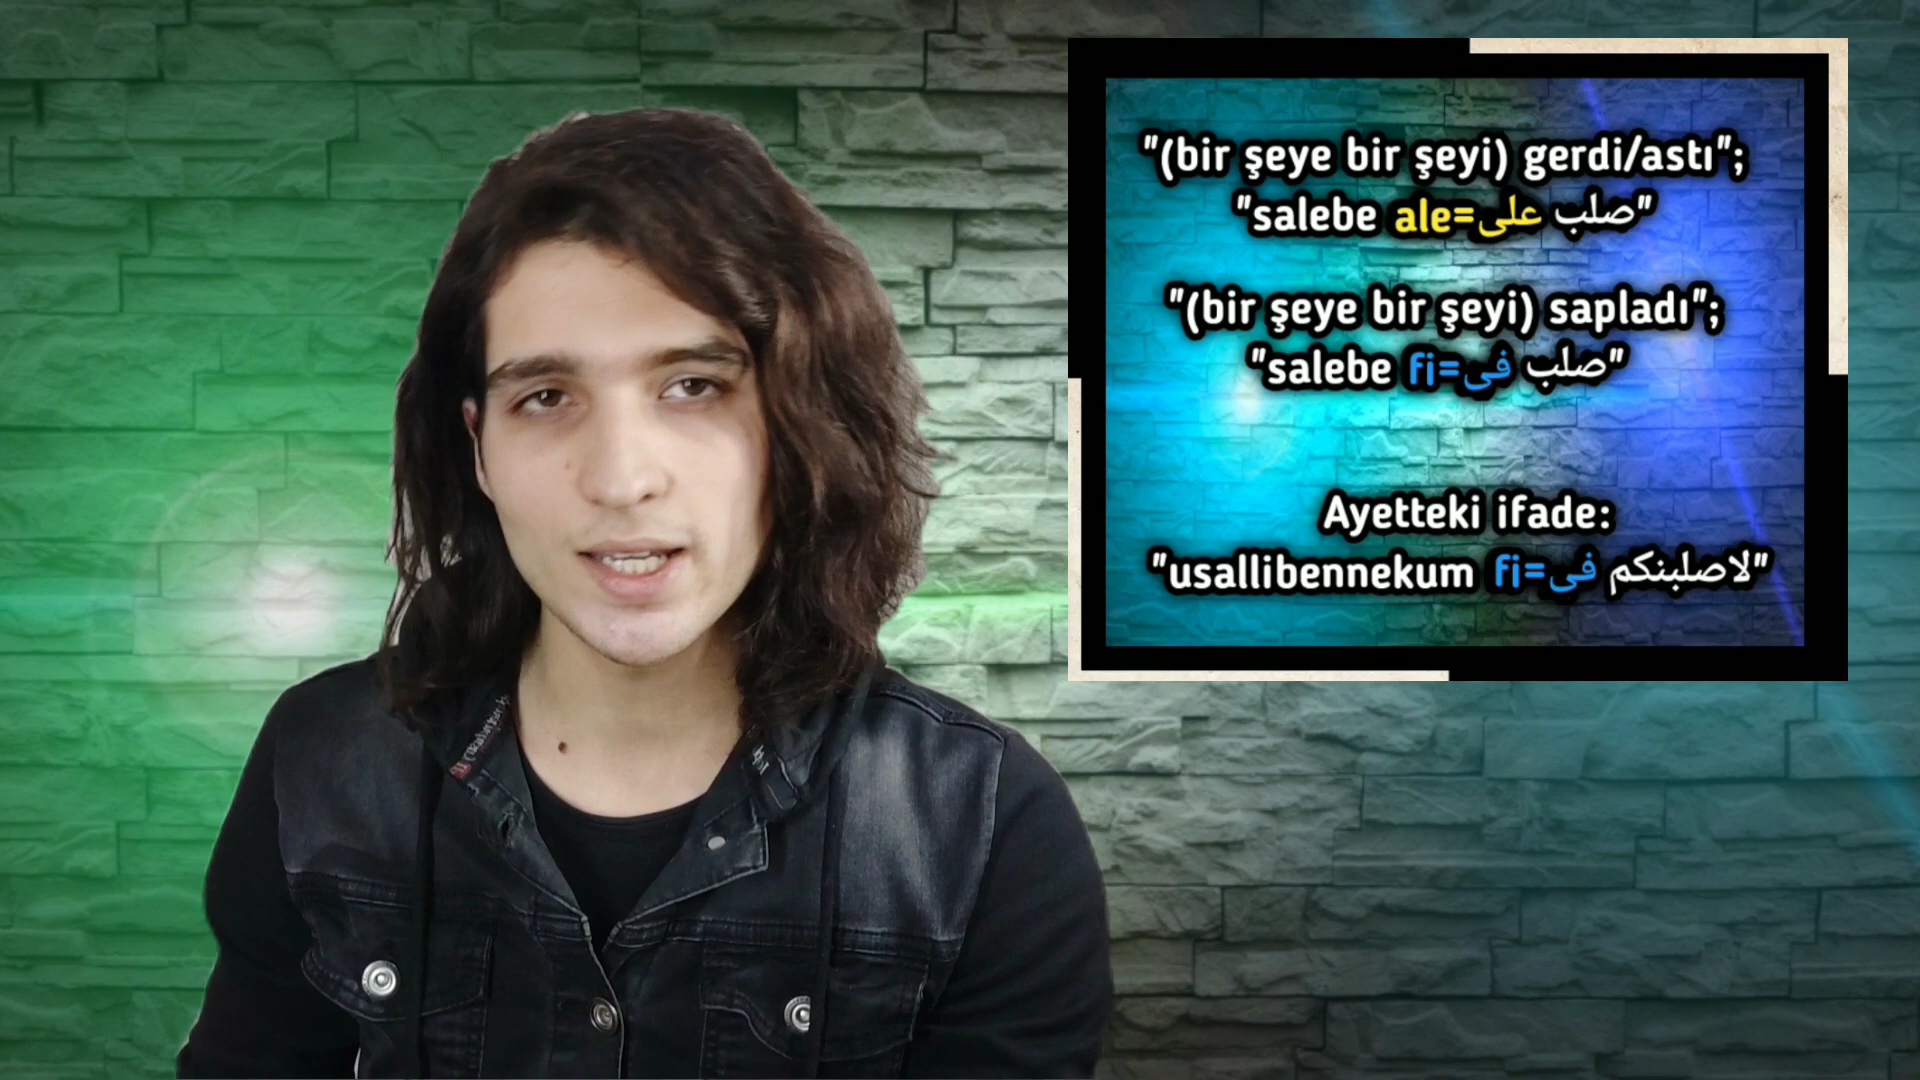 "(bir şeye bir şeyi) gerdi/astı";
"salebe ale=صلب على"
"(bir şeye bir şeyi) sapladı";
"salebe fi=صلب فى"
Ayetteki ifade:
"usallibennekum fi=لاصلبنكم فى"